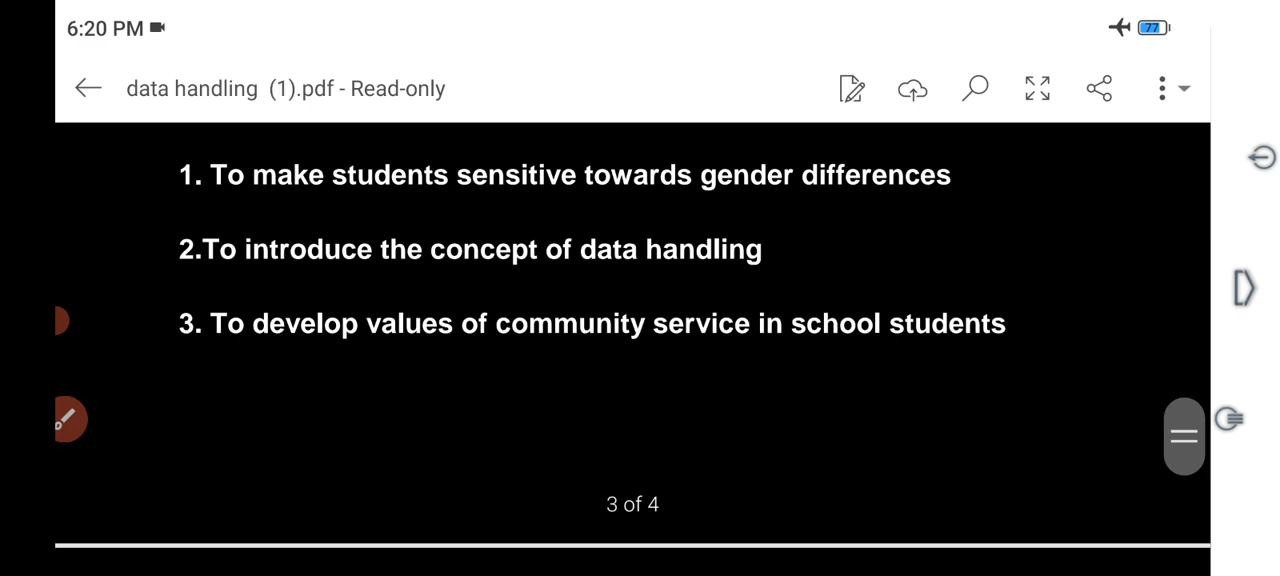 6:20 PM
77
data handling (1).pdf - Read-only
1. To make students sensitive towards gender differences
2.To introduce the concept of data handling
3. To develop values of community service in school students
3 of 4